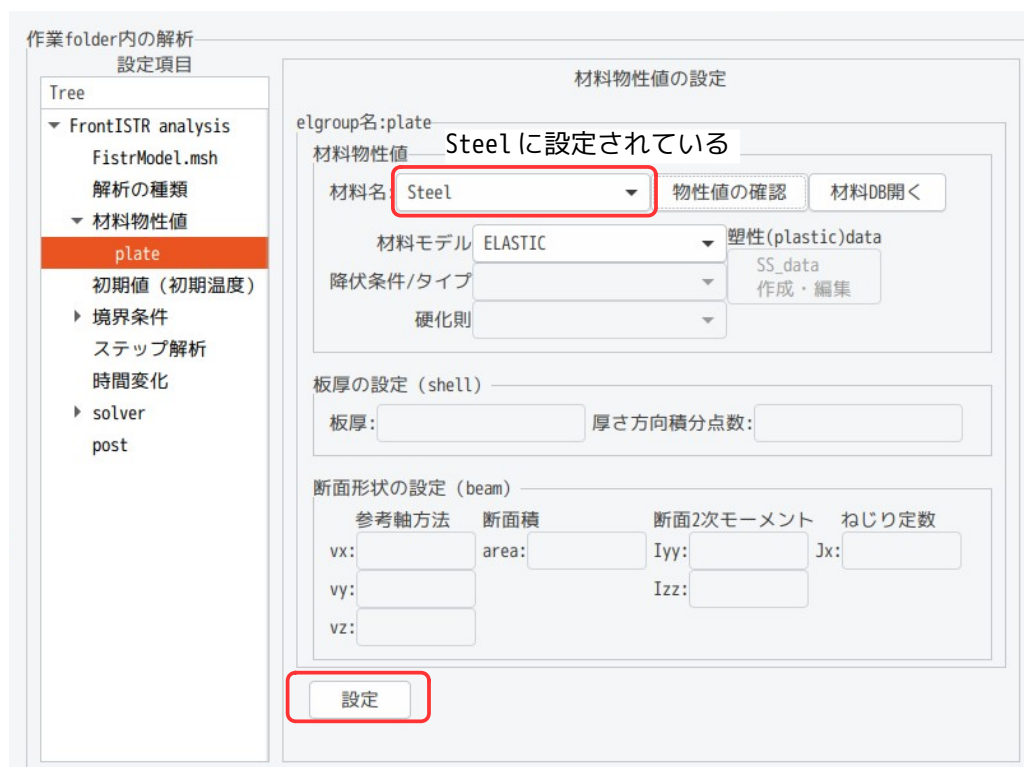 作業folder内の解析
設定項目
Tree
FrontISTR analysis
FistrModel.msh
解析の種類
材料物性値
plate
初期値（初期温度）
境界条件
ステップ解析
時間変化
solver
post
材料物性値の設定
elgroup名:plate
Steelに設定されている
材料物性値
材料名: Steel 物性値の確認 材料DB開く
材料モデル ELASTIC 塑性(plastic)data
降伏条件/タイプ SS_data
作成・編集
硬化則
板厚の設定（shell）
板厚: 厚さ方向積分点数:
断面形状の設定（beam）
参考軸方法 断面積 断面2次モーメント ねじり定数
vx: area: Iyy: Jx:
vy: Izz:
vz:
設定